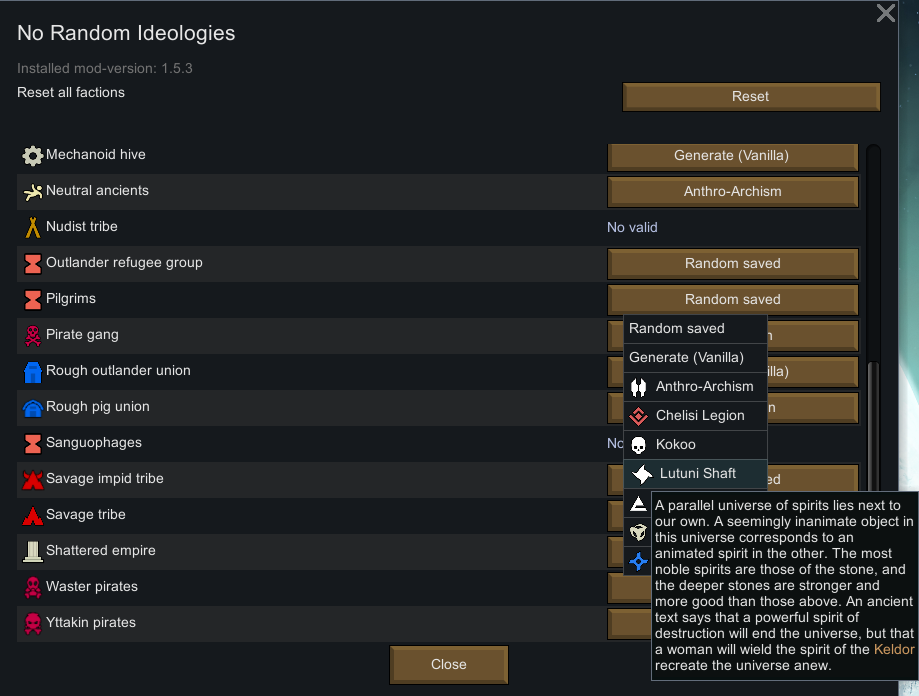 No Random Ideologies
Installed mod-version: 1.5.3
Reset all factions
Reset
Mechanoid hive
Generate (Vanilla)
Neutral ancients
Anthro-Archism
Nudist tribe
No valid
Outlander refugee group
Random saved
Pilgrims
Random saved
Pirate gang
Rough outlander union
Rough pig union
Sanguophages
Savage impid tribe
Savage tribe
Shattered empire
Waster pirates
Yttakin pirates
Random saved
Generate (Vanilla)
Anthro-Archism
Chelisi Legion
Kokoo
Lutuni Shaft
A parallel universe of spirits lies next to
our own. A seemingly inanimate object in
this universe corresponds to an
animated spirit in the other. The most
noble spirits are those of the stone, and
the deeper stones are stronger and
more good than those above. An ancient
text says that a powerful spirit of
destruction will end the universe, but that
a woman will wield the spirit of the Keldor
recreate the universe anew.
Close